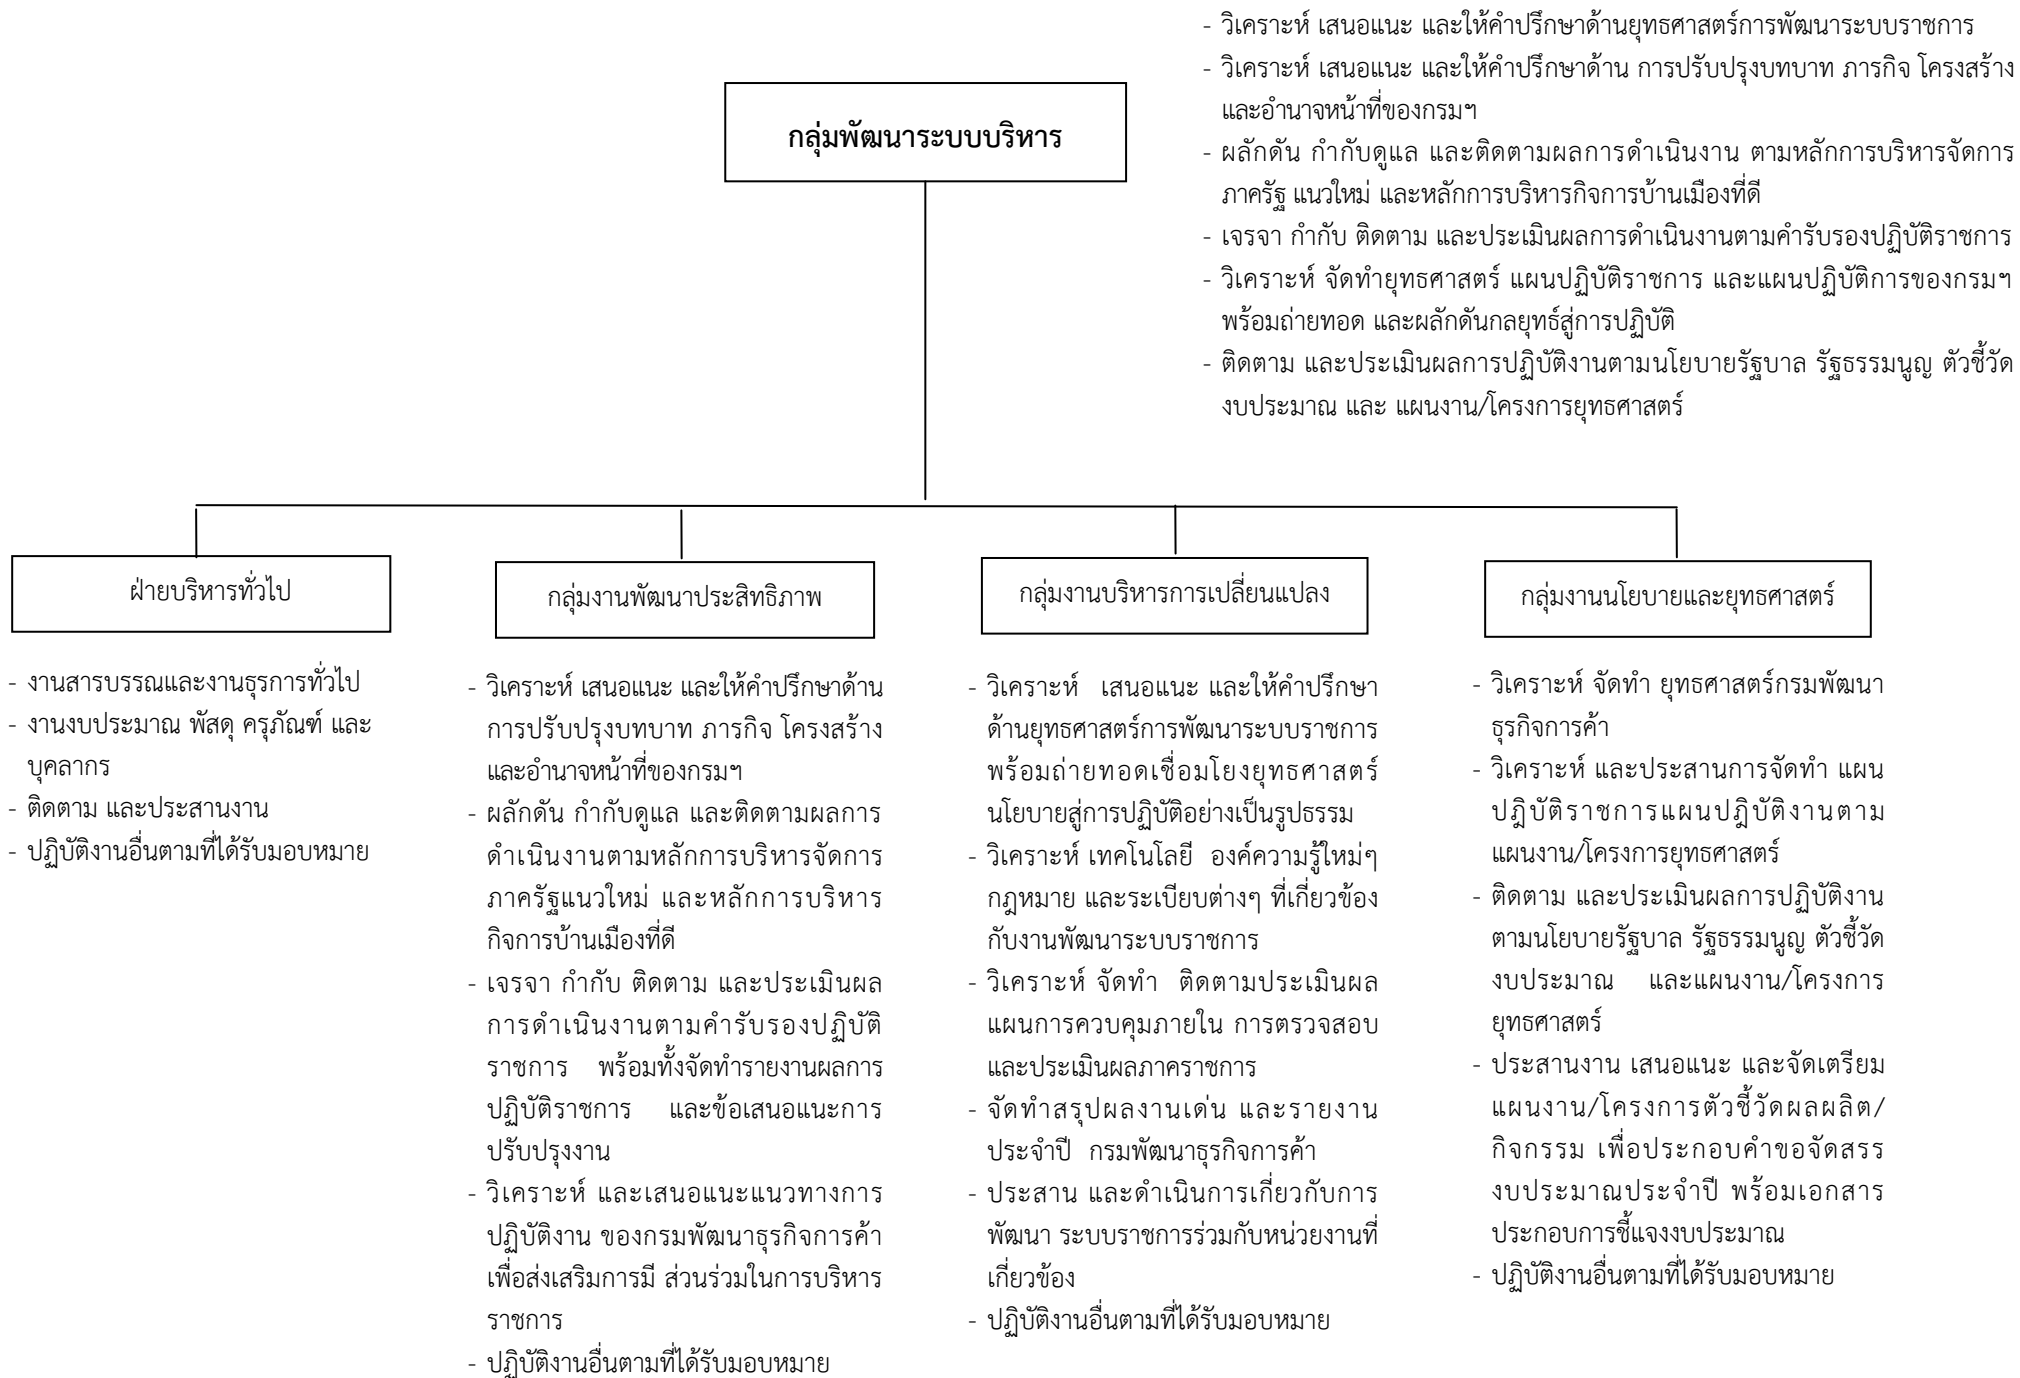 - วิเคราะห์ เสนอแนะ และให้คำปรึกษาด้านยุทธศาสตร์การพัฒนาระบบราชการ
- วิเคราะห์ เสนอแนะ และให้คำปรึกษาด้าน การปรับปรุงบทบาท ภารกิจ โครงสร้าง
และอำนาจหน้าที่ของกรมฯ
- ผลักดัน กำกับดูแล และติดตามผลการดำเนินงาน ตามหลักการบริหารจัดการ
ภาครัฐ แนวใหม่ และหลักการบริหารกิจการบ้านเมืองที่ดี
- เจรจา กำกับ ติดตาม และประเมินผลการดำเนินงานตามคำรับรองปฏิบัติราชการ
- วิเคราะห์ จัดทำยุทธศาสตร์ แผนปฏิบัติราชการ และแผนปฏิบัติการของกรมฯ
พร้อมถ่ายทอด และผลักดันกลยุทธ์สู่การปฏิบัติ
- ติดตาม และประเมินผลการปฏิบัติงานตามนโยบายรัฐบาล รัฐธรรมนูญ ตัวชี้วัด
งบประมาณ และ แผนงาน/โครงการยุทธศาสตร์
กลุ่มพัฒนาระบบบริหาร
ฝ่ายบริหารทั่วไป
- งานสารบรรณและงานธุรการทั่วไป
- งานงบประมาณ พัสดุ ครุภัณฑ์ และ
บุคลากร
- ติดตาม และประสานงาน
- ปฏิบัติงานอื่นตามที่ได้รับมอบหมาย
กลุ่มงานพัฒนาประสิทธิภาพ
- วิเคราะห์ เสนอแนะ และให้คำปรึกษาด้าน
การปรับปรุงบทบาท ภารกิจ โครงสร้าง
และอำนาจหน้าที่ของกรมฯ
- ผลักดัน กำกับดูแล และติดตามผลการ
ดำเนินงานตามหลักการบริหารจัดการ
ภาครัฐแนวใหม่ และหลักการบริหาร
กิจการบ้านเมืองที่ดี
- เจรจา กำกับ ติดตาม และประเมินผล
การดำเนินงานตามคำรับรองปฏิบัติ
ราชการ พร้อมทั้งจัดทำรายงานผลการ
ปฏิบัติราชการ และข้อเสนอแนะการ
ปรับปรุงงาน
- วิเคราะห์ และเสนอแนะแนวทางการ
ปฏิบัติงาน ของกรมพัฒนาธุรกิจการค้า
เพื่อส่งเสริมการมี ส่วนร่วมในการบริหาร
ราชการ
- ปฏิบัติงานอื่นตามที่ได้รับมอบหมาย
กลุ่มงานบริหารการเปลี่ยนแปลง
- วิเคราะห์ เสนอแนะ และให้คำปรึกษา
ด้านยุทธศาสตร์การพัฒนาระบบราชการ
พร้อมถ่ายทอดเชื่อมโยงยุทธศาสตร์
นโยบายสู่การปฏิบัติอย่างเป็นรูปธรรม
- วิเคราะห์ เทคโนโลยี องค์ความรู้ใหม่ๆ
กฎหมาย และระเบียบต่างๆ ที่เกี่ยวข้อง
กับงานพัฒนาระบบราชการ
- วิเคราะห์ จัดทำ ติดตามประเมินผล
แผนการควบคุมภายใน การตรวจสอบ
และประเมินผลภาคราชการ
- จัดทำสรุปผลงานเด่น และรายงาน
ประจำปี กรมพัฒนาธุรกิจการค้า
- ประสาน และดำเนินการเกี่ยวกับการ
พัฒนา ระบบราชการร่วมกับหน่วยงานที่
เกี่ยวข้อง
- ปฏิบัติงานอื่นตามที่ได้รับมอบหมาย
กลุ่มงานนโยบายและยุทธศาสตร์
- วิเคราะห์ จัดทำ ยุทธศาสตร์กรมพัฒนา
ธุรกิจการค้า
- วิเคราะห์ และประสานการจัดทำ แผน
ปฎิบัติราชการแผนปฎิบัติงานตาม
แผนงาน/โครงการยุทธศาสตร์
- ติดตาม และประเมินผลการปฏิบัติงาน
ตามนโยบายรัฐบาล รัฐธรรมนูญ ตัวชี้วัด
งบประมาณ และแผนงาน/โครงการ
ยุทธศาสตร์
- ประสานงาน เสนอแนะ และจัดเตรียม
แผนงาน/โครงการตัวชี้วัดผลผลิต/
กิจกรรม เพื่อประกอบคำขอจัดสรร
งบประมาณประจำปี พร้อมเอกสาร
ประกอบการชี้แจงงบประมาณ
- ปฏิบัติงานอื่นตามที่ได้รับมอบหมาย